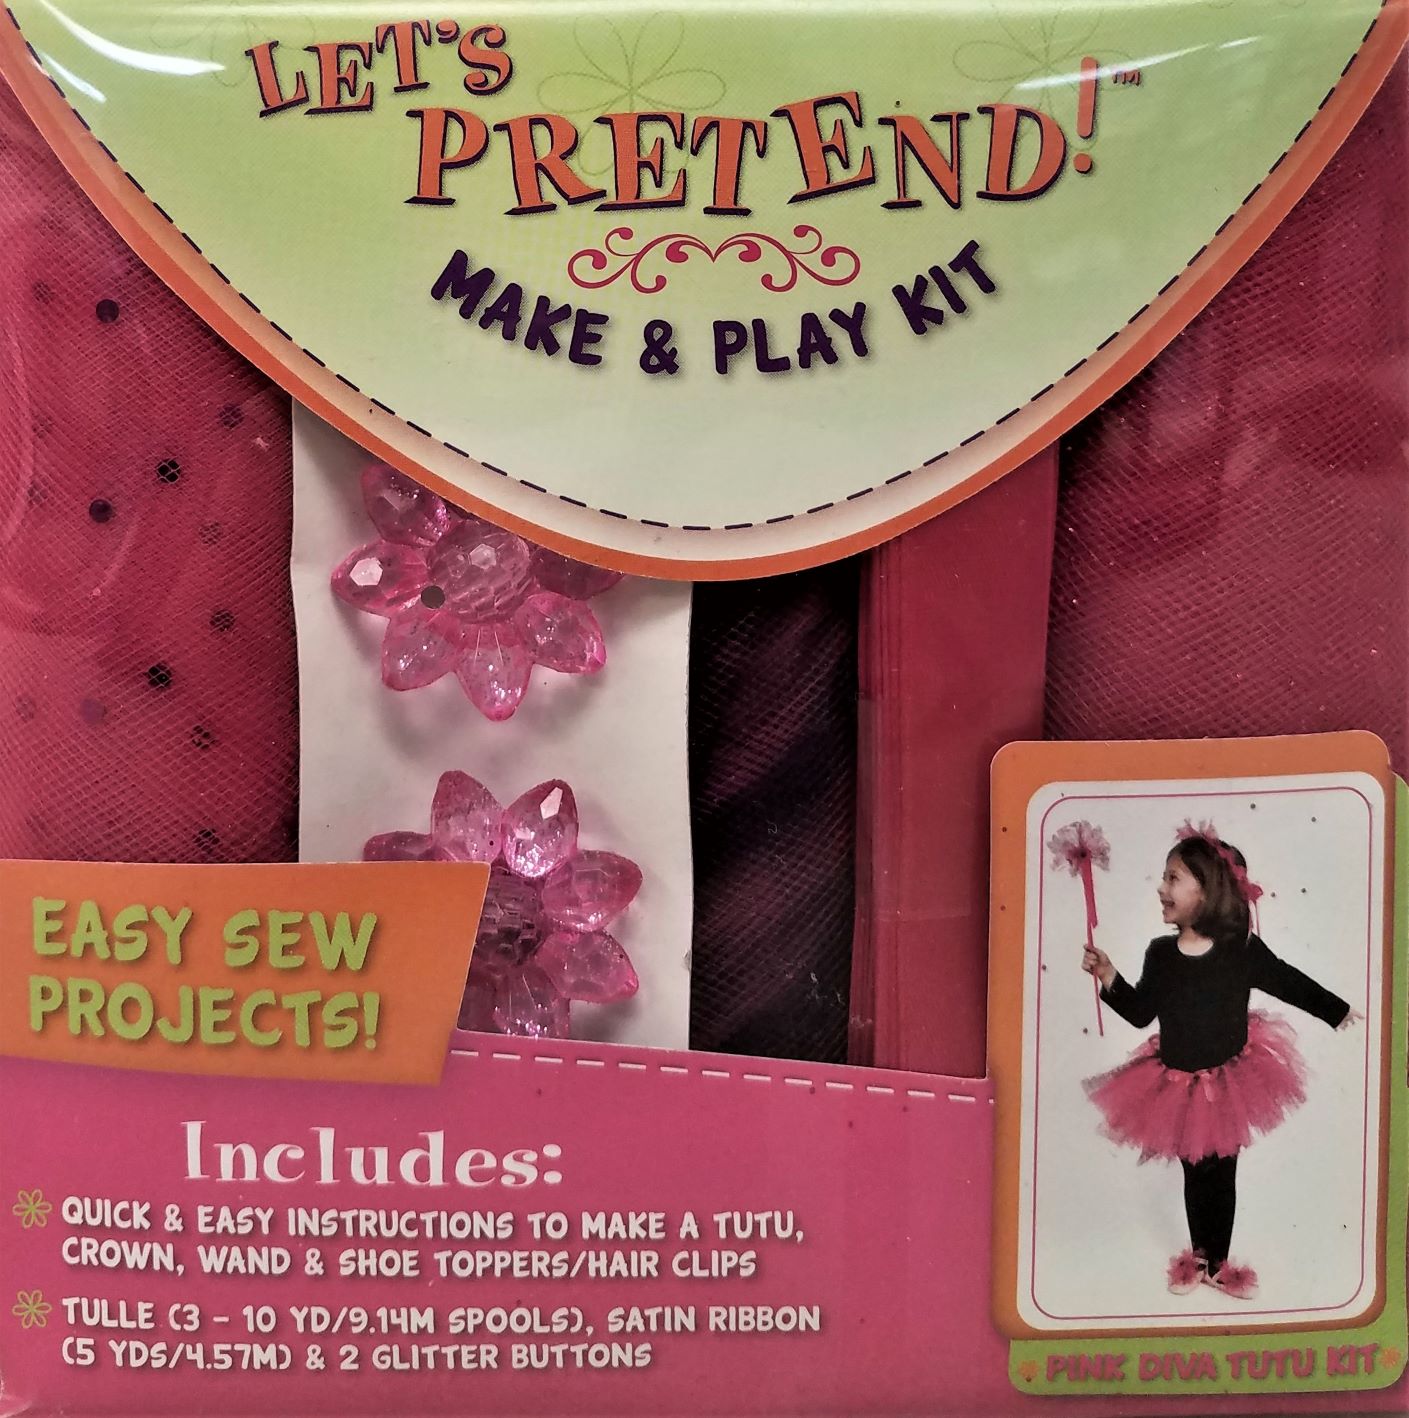 LET'S
PRETEND!™
MAKE & PLAY KIT
EASY SEW
PROJECTS!
Includes:
QUICK & EASY INSTRUCTIONS TO MAKE A TUTU,
CROWN, WAND & SHOE TOPPERS/HAIR CLIPS
TULLE (3 - 10 YD/9.14M SPOOLS), SATIN RIBBON
(5 YDS/4.57M) & 2 GLITTER BUTTONS
PINK DIVA TUTU KIT